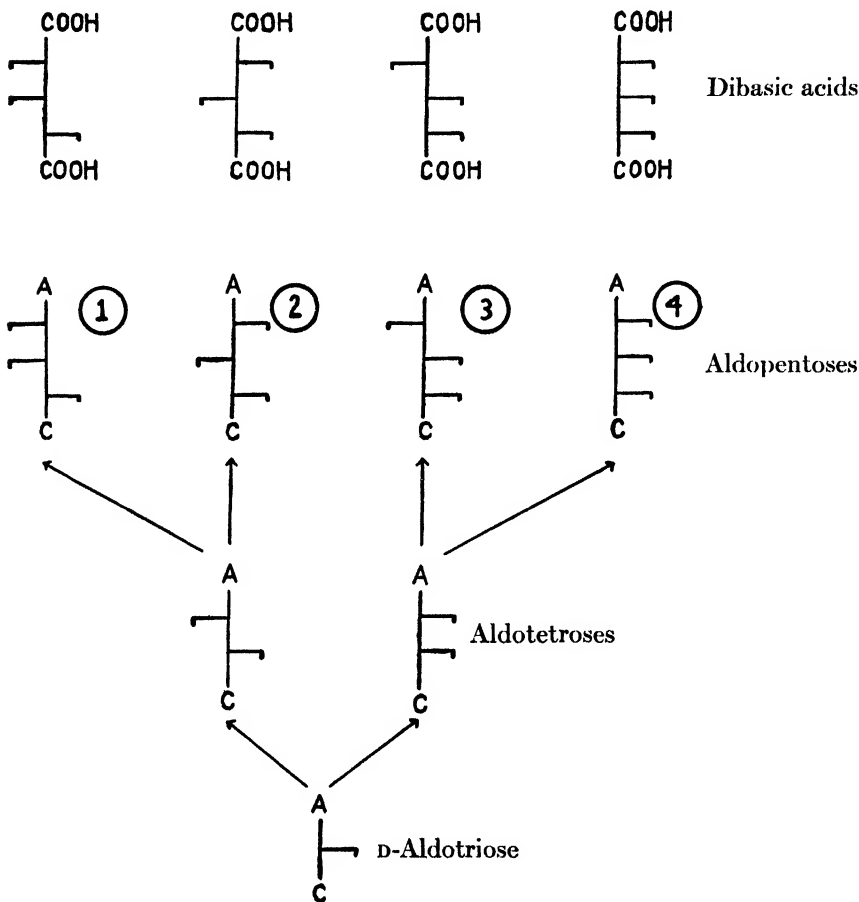 COOH COOH COOH COOH
Dibasic acids
COOH COOH COOH COOH
A 1 A 2 A 3 A 4
Aldopentoses
C C C C
A A
Aldotetroses
C C
A
D-Aldotriose
C